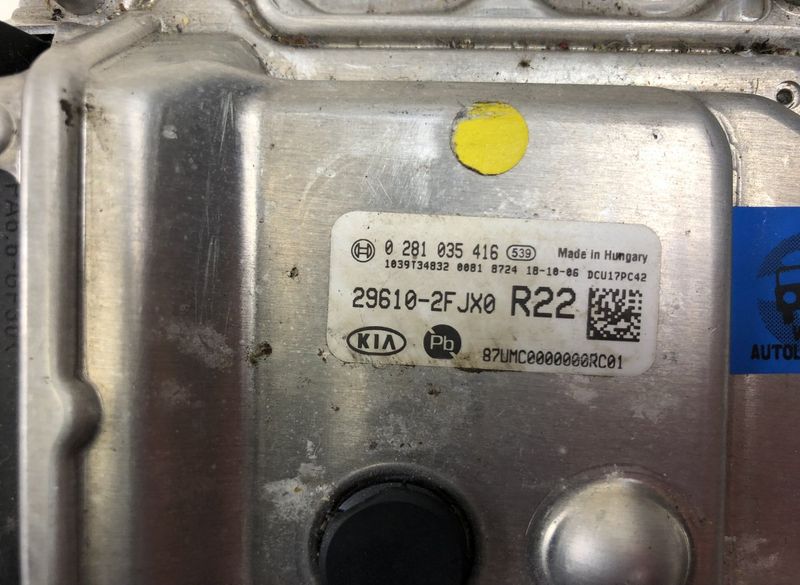 0 281 035 416 539 Made in Hungary
1039T34832 0081 8724 18-10-06 DCU17PC42
29610-2FJX0 R22
KIA Pb
87UMC0000000RC01
AUTOL